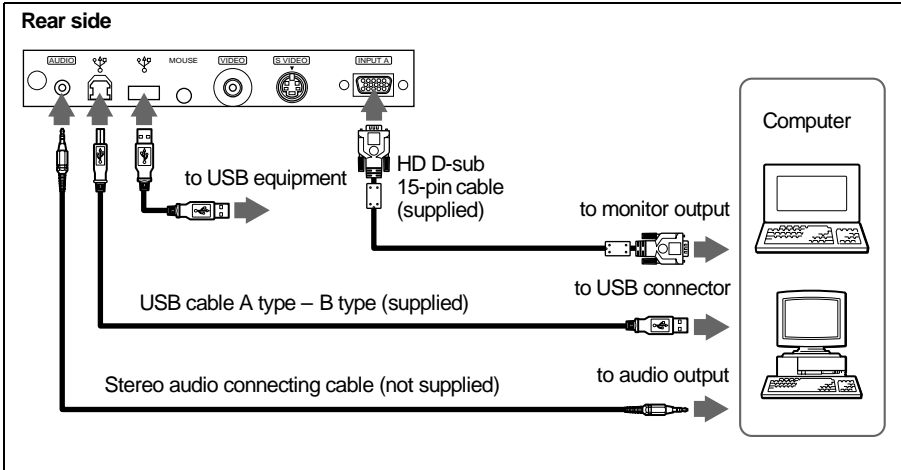 Rear side
AUDIO
MOUSE
VIDEO
S VIDEO
INPUT A
Computer
to USB equipment
HD D-sub
15-pin cable
(supplied)
to monitor output
to USB connector
USB cable A type – B type (supplied)
to audio output
Stereo audio connecting cable (not supplied)